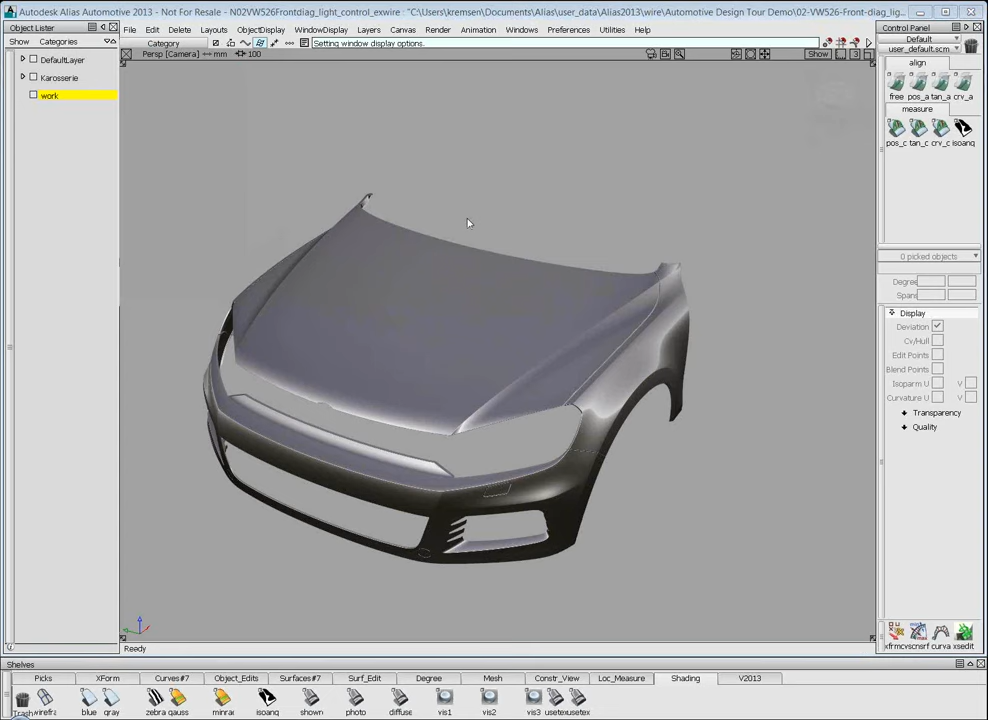 Autodesk Alias Automotive 2013 - Not For Resale - N02VW526Frontdiag_light_control_exwire : "C:\Users\kremsen\Documents\Alias\user_data\Alias2013\wire\Automotive Design Tour Demo\02-VW526-Front-diag_lig...
Object Lister
Show Categories
DefaultLayer
Karosserie
work
File Edit Delete Layouts ObjectDisplay WindowDisplay Layers Canvas Render Animation Windows Preferences Utilities Help
Category
Setting window display options.
Persp [Camera] mm 100
Show
3
Control Panel
Default
user_default.scm
align
free pos_a tan_a crv_a
measure
pos_c tan_c crv_c isoang
0 picked objects
Degree
Spans
Display
Deviation
Cv/Hull
Edit Points
Blend Points
Isoparm U V
Curvature U V
Transparency
Quality
xfrmcvscnsrf curva xsedit
Ready
Shelves
Picks XForm Curves#7 Object_Edits Surfaces#7 Surf_Edit Degree Mesh Constr_View Loc_Measure Shading V2013
Trash wirefra blue gray zebra gauss minrac isoang shown photo diffuse vis1 vis2 vis3 usetex usetex